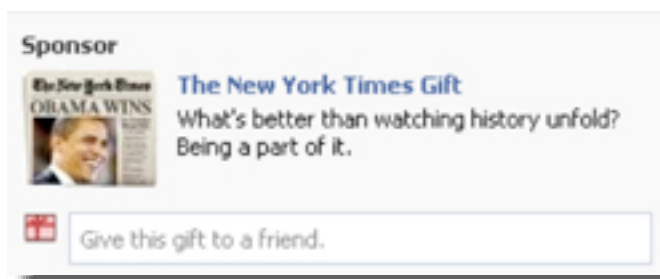 Sponsor
The New York Times
OBAMA WINS
The New York Times Gift
What's better than watching history unfold?
Being a part of it.
Give this gift to a friend.